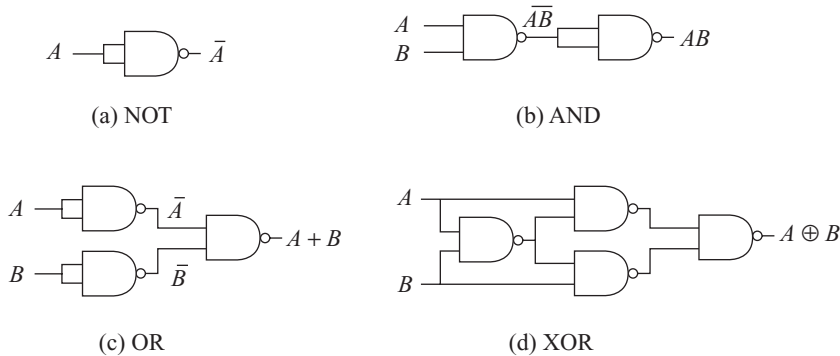 A
A̅
(a) NOT
A
B
A̅B̅
AB
(b) AND
A
B
A̅
B̅
A + B
(c) OR
A
B
A ⊕ B
(d) XOR